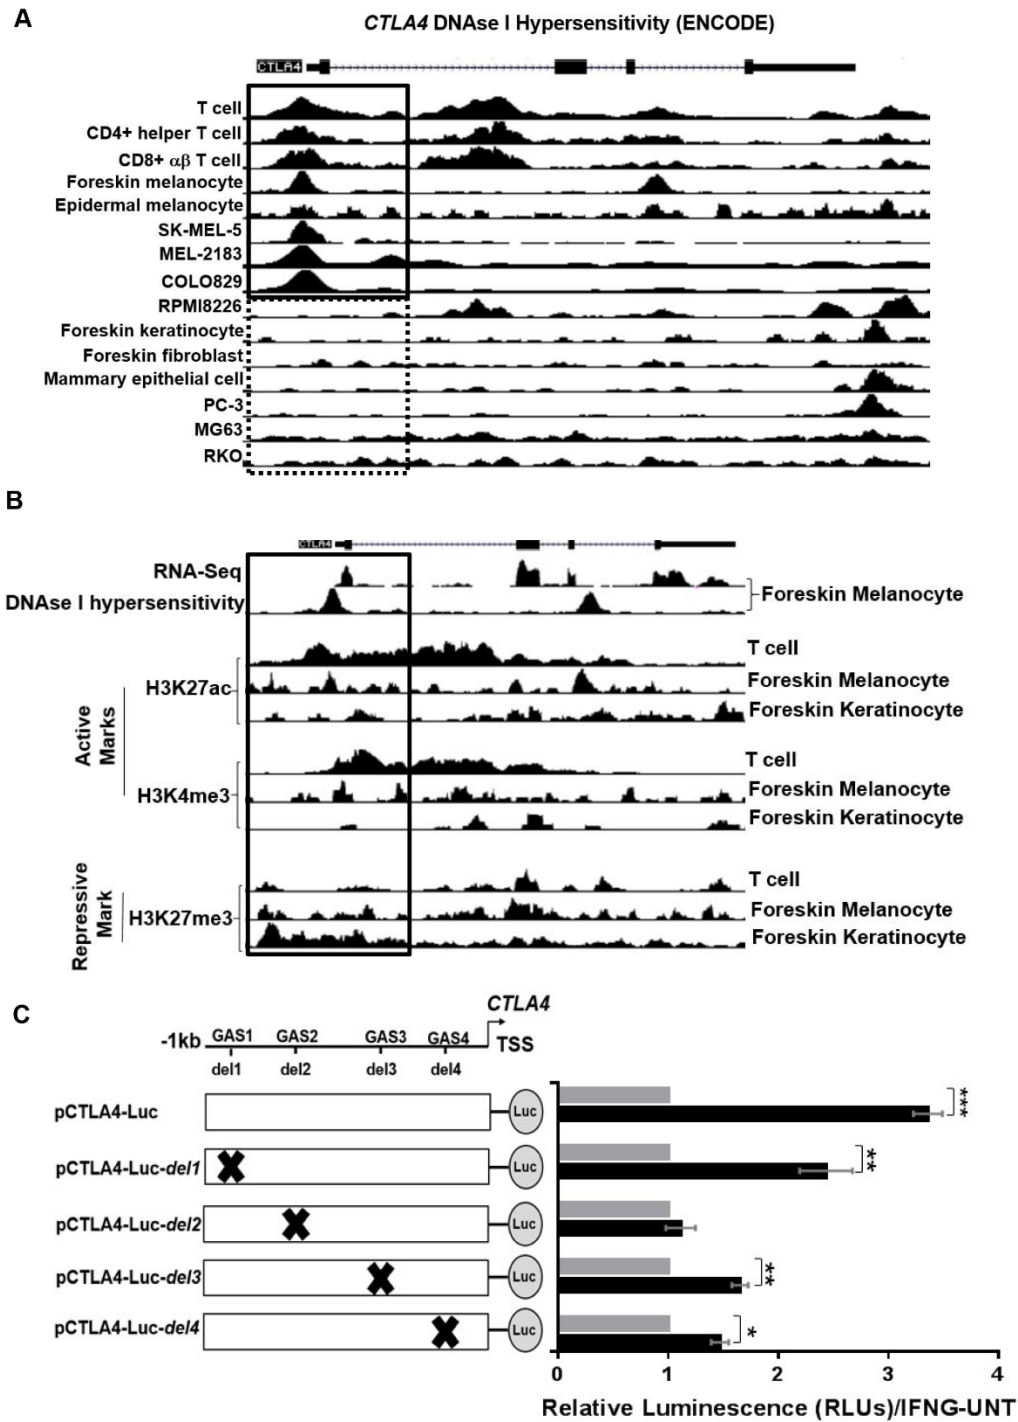 A
CTLA4 DNAse I Hypersensitivity (ENCODE)
CTLA4
T cell
CD4+ helper T cell
CD8+ αβ T cell
Foreskin melanocyte
Epidermal melanocyte
SK-MEL-5
MEL-2183
COLO829
RPMI8226
Foreskin keratinocyte
Foreskin fibroblast
Mammary epithelial cell
PC-3
MG63
RKO
B
CTLA4
RNA-Seq
DNAse I hypersensitivity
Foreskin Melanocyte
Active Marks
H3K27ac
T cell
Foreskin Melanocyte
Foreskin Keratinocyte
H3K4me3
T cell
Foreskin Melanocyte
Foreskin Keratinocyte
Repressive Mark
H3K27me3
T cell
Foreskin Melanocyte
Foreskin Keratinocyte
C
CTLA4
-1kb GAS1 GAS2 GAS3 GAS4 TSS
del1 del2 del3 del4
pCTLA4-Luc Luc ***
pCTLA4-Luc-del1 Luc **
pCTLA4-Luc-del2 Luc
pCTLA4-Luc-del3 Luc **
pCTLA4-Luc-del4 Luc *
0 1 2 3 4
Relative Luminescence (RLUs)/IFNG-UNT